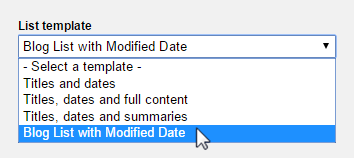 List template
Blog List with Modified Date
- Select a template -
Titles and dates
Titles, dates and full content
Titles, dates and summaries
Blog List with Modified Date